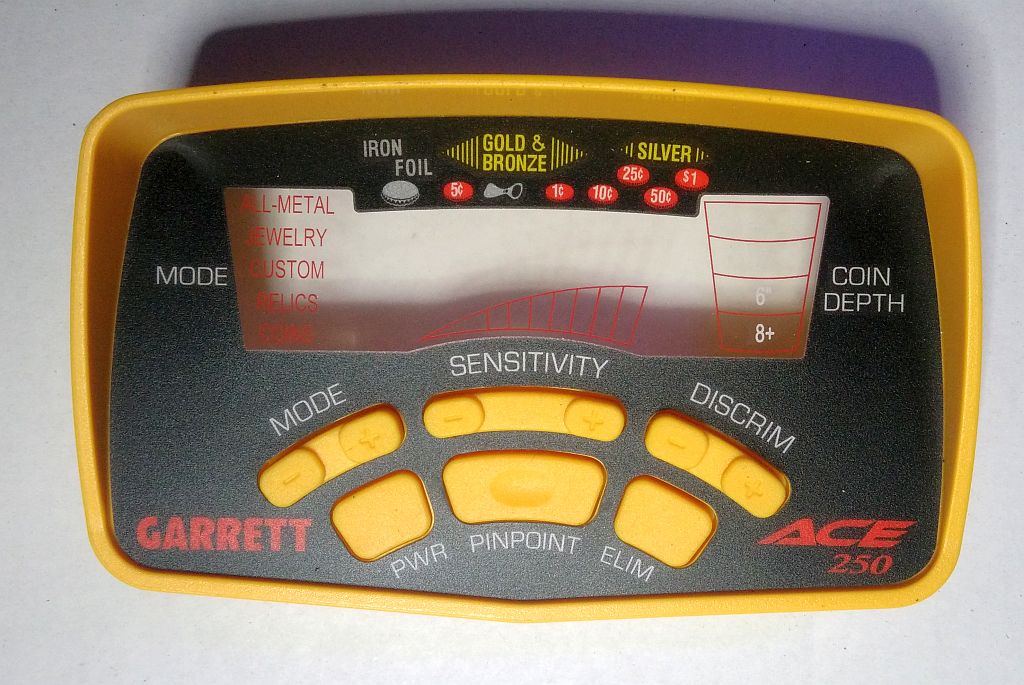 IRON
FOIL
GOLD &
BRONZE
SILVER
5¢
1¢
10¢
25¢
50¢
$1
ALL-METAL
JEWELRY
CUSTOM
RELICS
COINS
MODE
COIN
DEPTH
6"
8+
SENSITIVITY
MODE
- +
- +
DISCRIM
- +
GARRETT
PWR
PINPOINT
ELIM
ACE
250